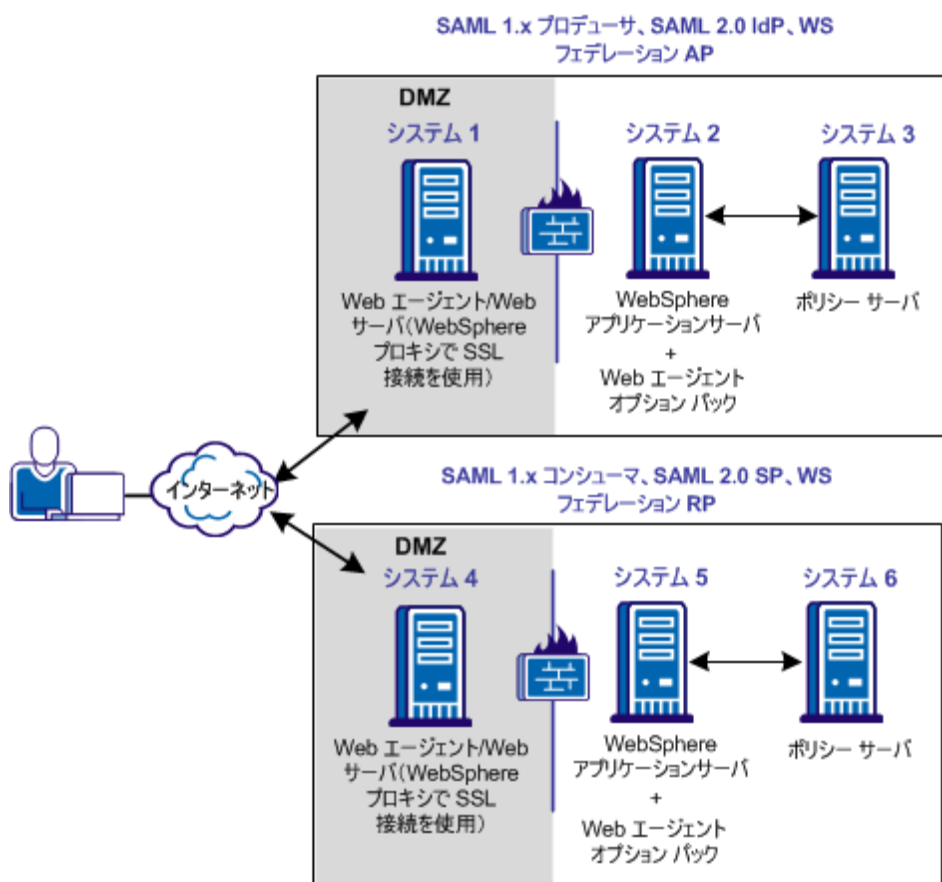 SAML 1.x プロデューサ、SAML 2.0 IdP、WS
フェデレーション AP
DMZ
システム 1
システム 2
システム 3
Web エージェント/Web
サーバ(WebSphere
プロキシで SSL
接続を使用)
WebSphere
アプリケーションサーバ
+
Web エージェント
オプション パック
ポリシー サーバ
インターネット
SAML 1.x コンシューマ、SAML 2.0 SP、WS
フェデレーション RP
DMZ
システム 4
システム 5
システム 6
Web エージェント/Web
サーバ(WebSphere
プロキシで SSL
接続を使用)
WebSphere
アプリケーションサーバ
+
Web エージェント
オプション パック
ポリシー サーバ